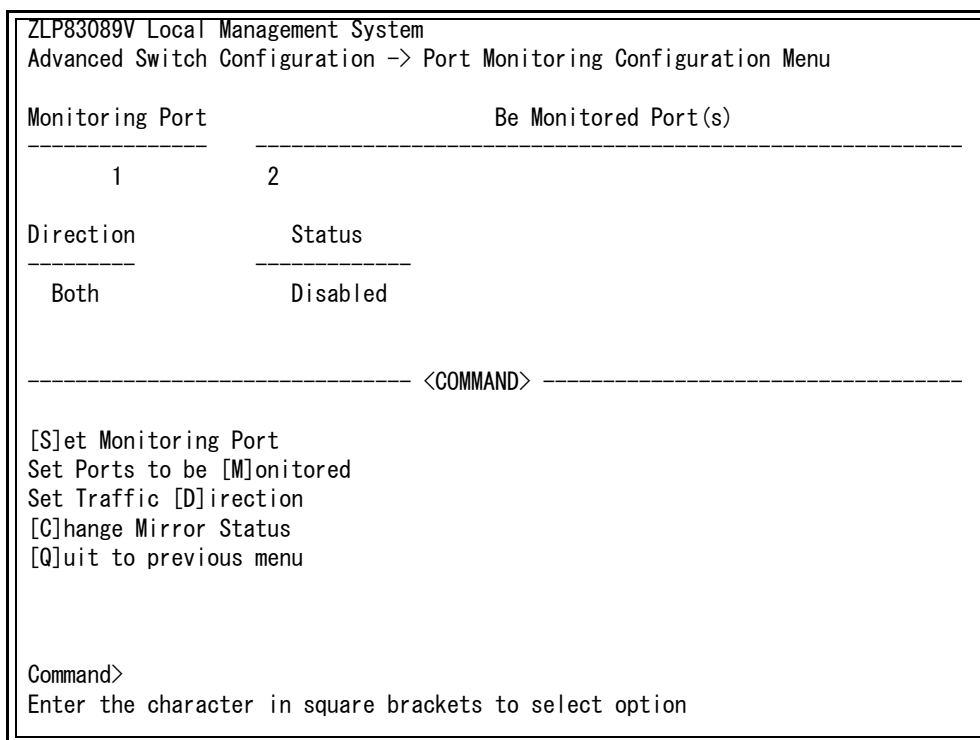 ZLP83089V Local Management System
Advanced Switch Configuration -> Port Monitoring Configuration Menu
Monitoring Port Be Monitored Port(s)
--------------- -----------------------------------------------------------
1 2
Direction Status
--------- -------------
Both Disabled
-------------------------------- <COMMAND> -----------------------------------
[S]et Monitoring Port
Set Ports to be [M]onitored
Set Traffic [D]irection
[C]hange Mirror Status
[Q]uit to previous menu
Command>
Enter the character in square brackets to select option